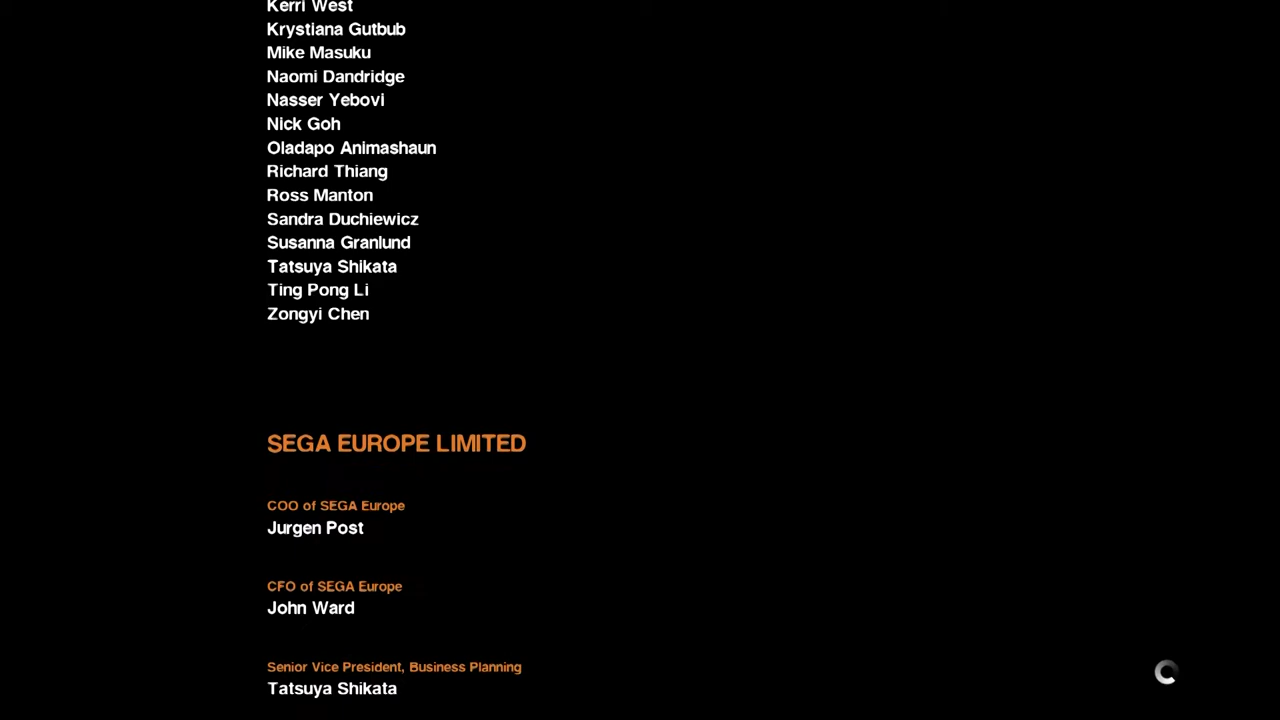 Kerri West
Krystiana Gutbub
Mike Masuku
Naomi Dandridge
Nasser Yebovi
Nick Goh
Oladapo Animashaun
Richard Thiang
Ross Manton
Sandra Duchiewicz
Susanna Granlund
Tatsuya Shikata
Ting Pong Li
Zongyi Chen
SEGA EUROPE LIMITED
COO of SEGA Europe
Jurgen Post
CFO of SEGA Europe
John Ward
Senior Vice President, Business Planning
Tatsuya Shikata